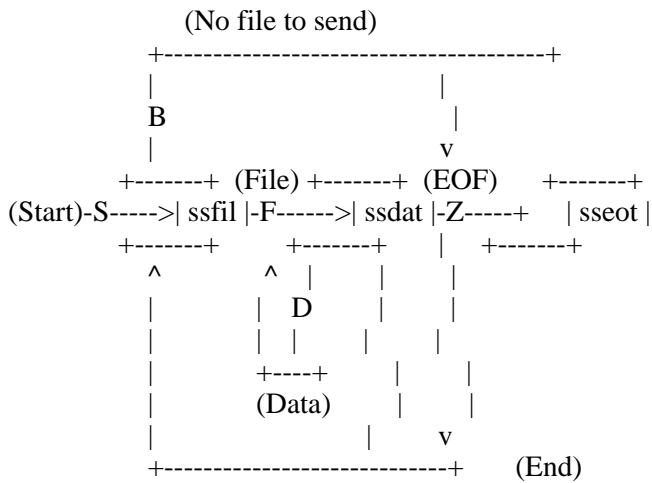 (No file to send)
+---------------------------------------+
| |
B |
| v
+-------+ (File) +-------+ (EOF) +-------+
(Start)-S----->| ssfil |-F------>| ssdat |-Z-----+ | sseot |
+-------+ +-------+ | +-------+
^ ^ | | |
| | D | |
| | | | |
| +----+ | |
| (Data) | |
| | v
+------------------------------+ (End)